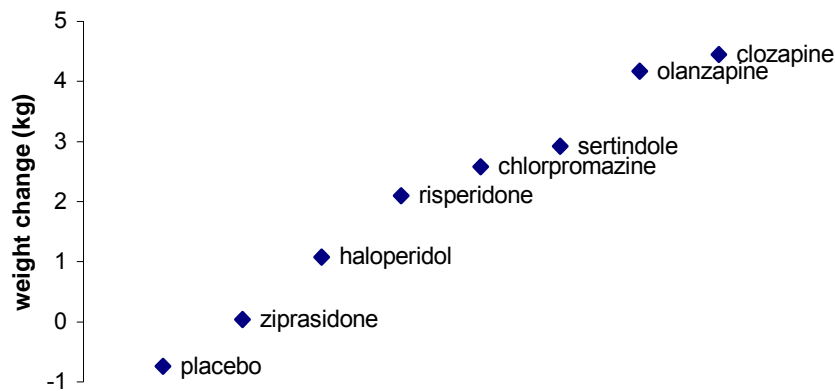 5
clozapine
olanzapine
4
weight change (kg)
3
sertindole
chlorpromazine
risperidone
2
haloperidol
1
ziprasidone
0
placebo
-1